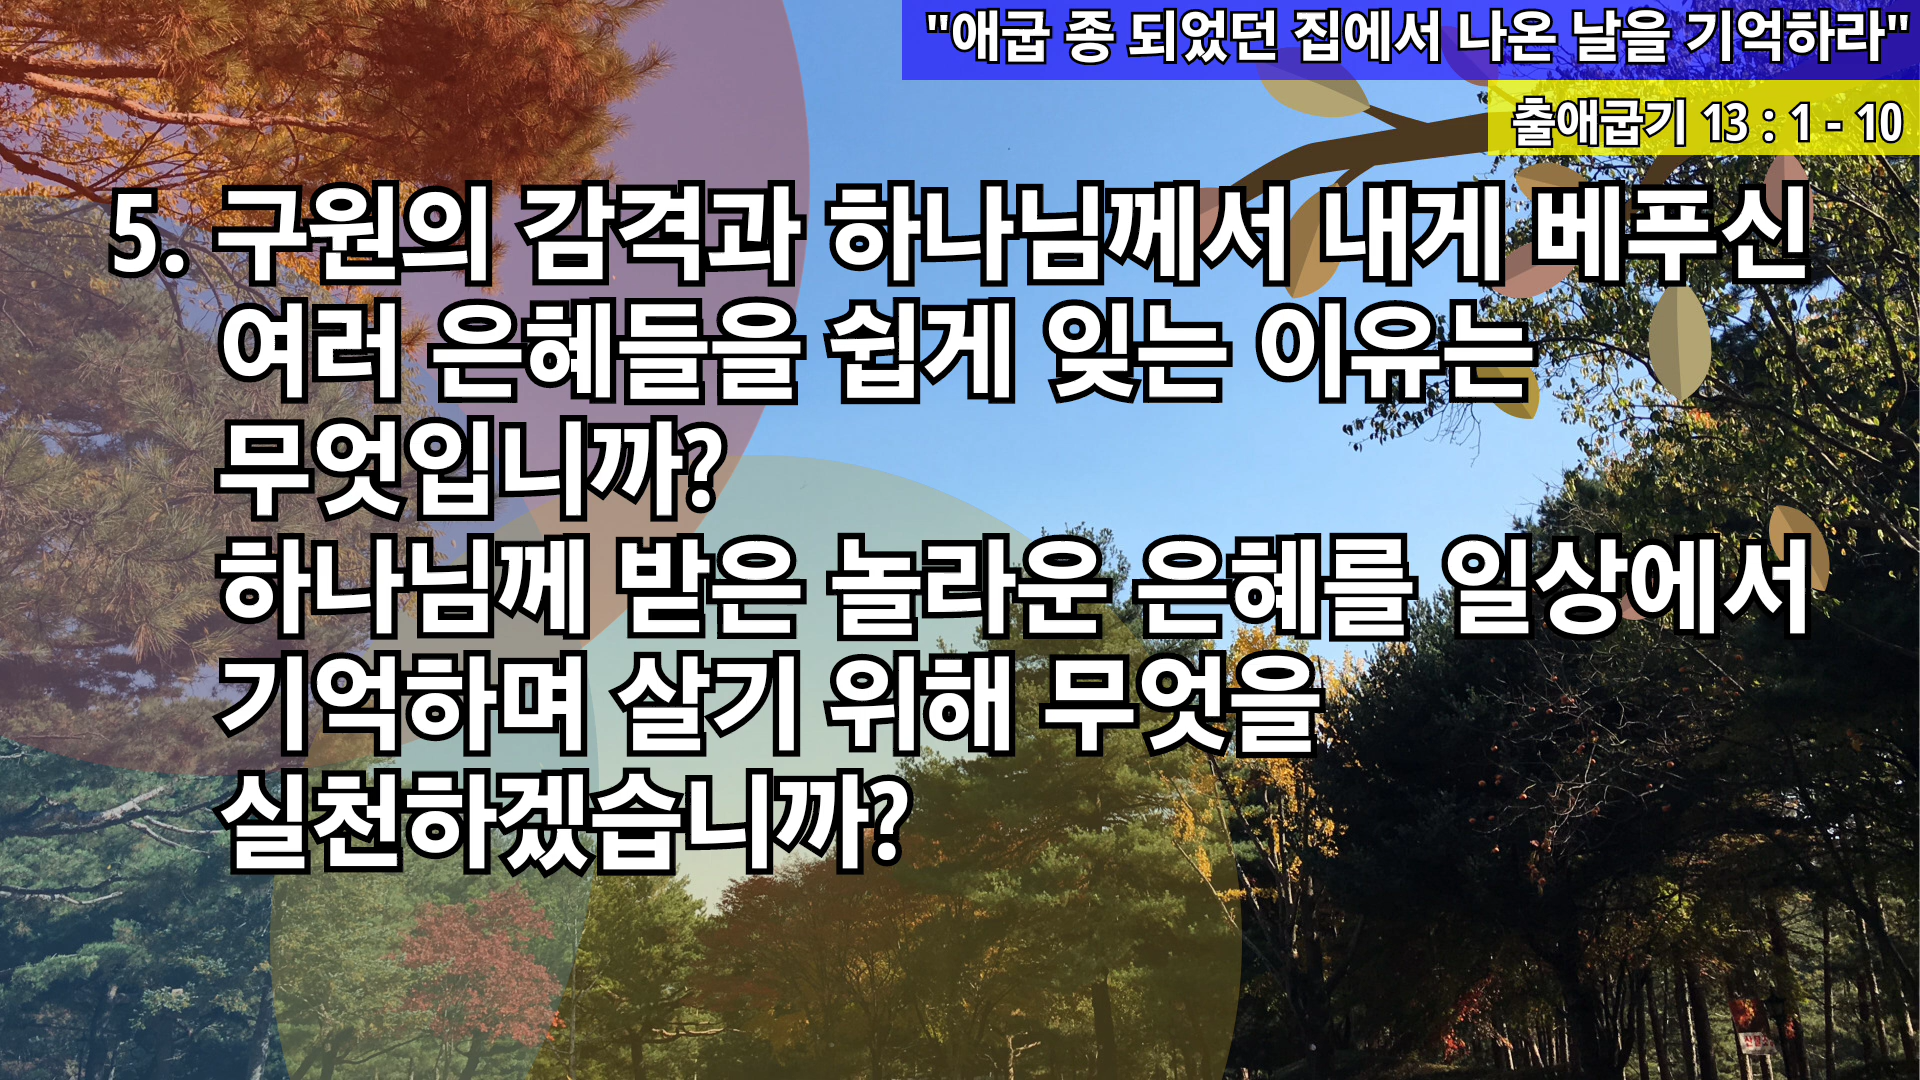 "애굽 종 되었던 집에서 나온 날을 기억하라"
출애굽기 13 : 1 - 10
5. 구원의 감격과 하나님께서 내게 베푸신
여러 은혜들을 쉽게 잊는 이유는
무엇입니까?
하나님께 받은 놀라운 은혜를 일상에서
기억하며 살기 위해 무엇을
실천하겠습니까?